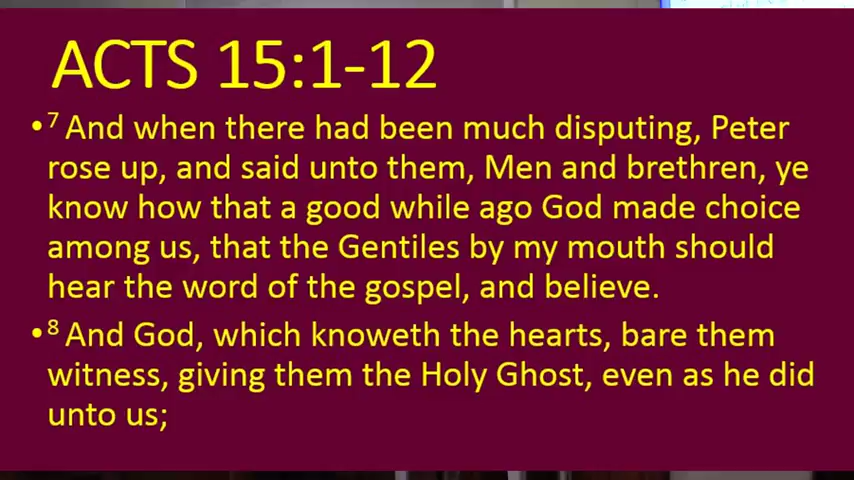 ACTS 15:1-12
•⁷ And when there had been much disputing, Peter
rose up, and said unto them, Men and brethren, ye
know how that a good while ago God made choice
among us, that the Gentiles by my mouth should
hear the word of the gospel, and believe.
•⁸ And God, which knoweth the hearts, bare them
witness, giving them the Holy Ghost, even as he did
unto us;